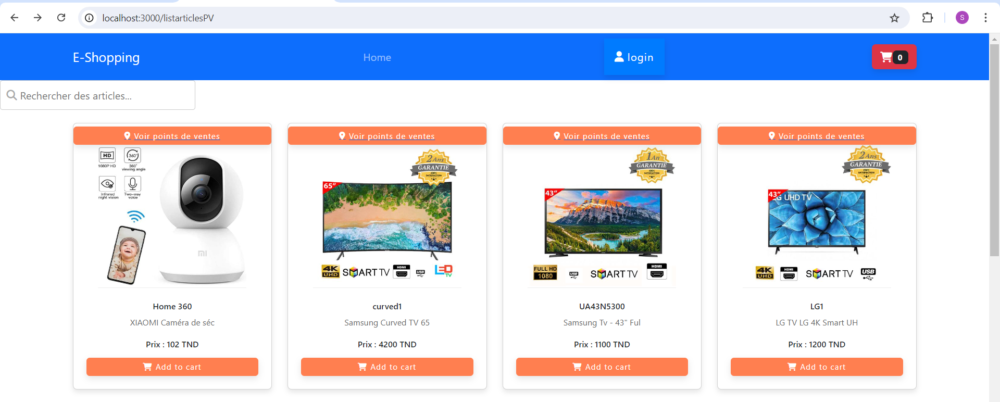 localhost:3000/listarticlesPV
S
E-Shopping
Home
login
0
Rechercher des articles...
Voir points de ventes
HD
1080P HD
360°
360°
viewing angle
Infrared
night vision
Two-way
voice
mi
Home 360
XIAOMI Caméra de séc
Prix : 102 TND
Add to cart
Voir points de ventes
2 Ans
GARANTIE
100%
SATISFACTION
65”
4K
UHD
SMART TV
HDMI
USB
LED
TV
curved1
Samsung Curved TV 65
Prix : 4200 TND
Add to cart
Voir points de ventes
1 An
GARANTIE
100%
SATISFACTION
43”
FULL HD
1080
USB
SMART TV
HDMI
UA43N5300
Samsung Tv - 43" Ful
Prix : 1100 TND
Add to cart
Voir points de ventes
2 Ans
GARANTIE
100%
SATISFACTION
43”
LG UHD TV
4K
UHD
HDMI
SMART TV
USB
LG1
LG TV LG 4K Smart UH
Prix : 1200 TND
Add to cart